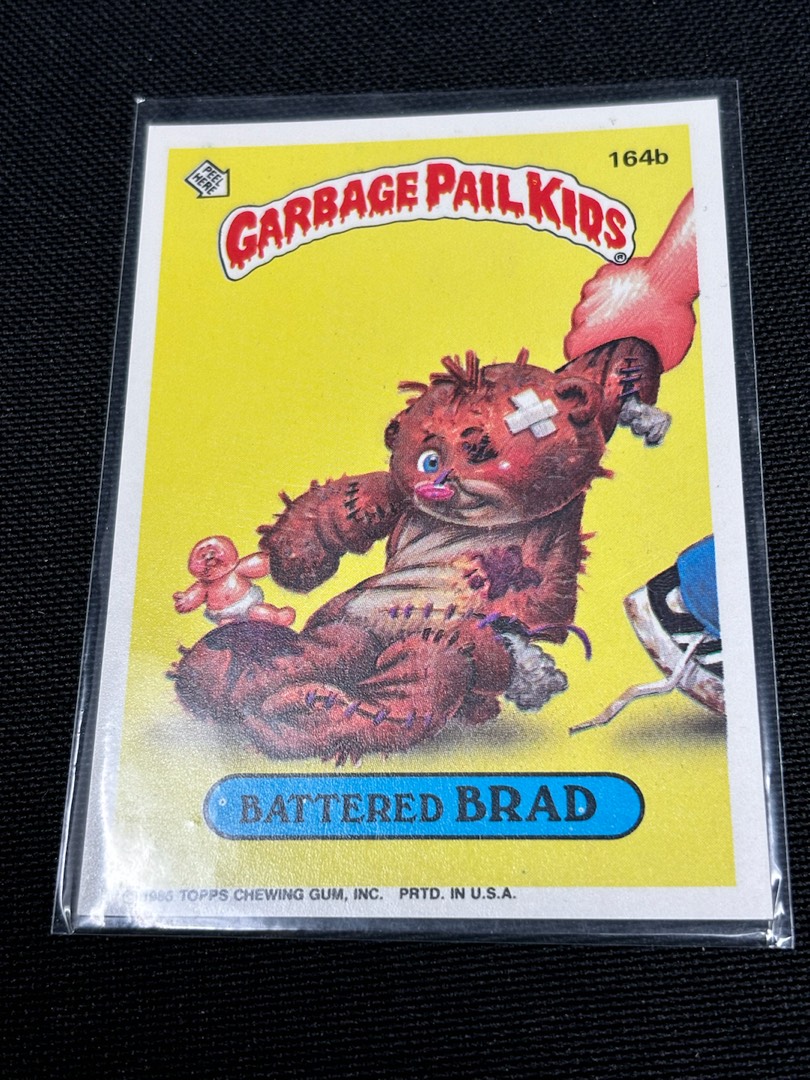 164b
PEEL
HERE
GARBAGE PAIL KIDS
®
BATTERED BRAD
TOPPS CHEWING GUM, INC. PRTD. IN U.S.A.